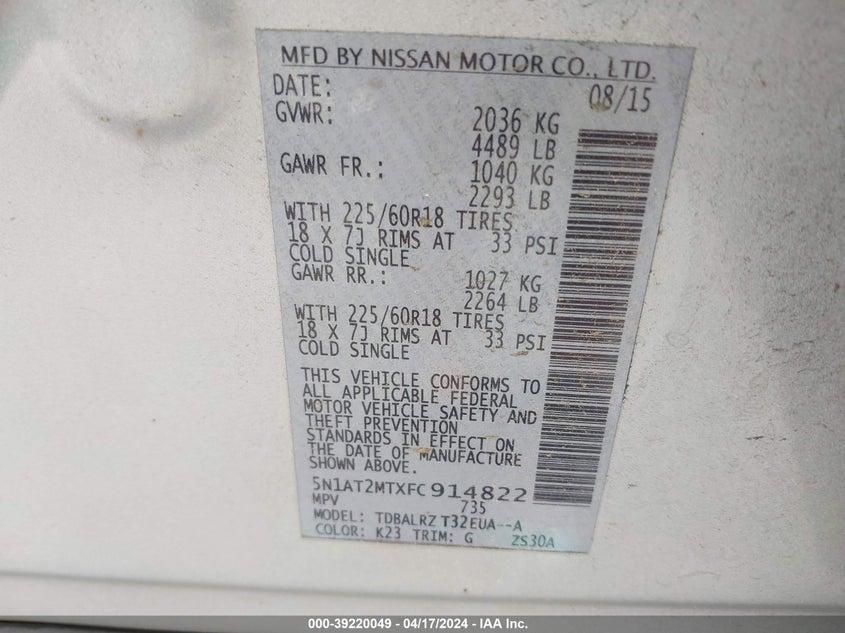 MFD BY NISSAN MOTOR CO., LTD.
DATE: 08/15
GVWR: 2036 KG
4489 LB
GAWR FR.: 1040 KG
2293 LB
WITH 225/60R18 TIRES
18 X 7J RIMS AT 33 PSI
COLD SINGLE
GAWR RR.: 1027 KG
2264 LB
WITH 225/60R18 TIRES
18 X 7J RIMS AT 33 PSI
COLD SINGLE
THIS VEHICLE CONFORMS TO
ALL APPLICABLE FEDERAL
MOTOR VEHICLE SAFETY AND
THEFT PREVENTION
STANDARDS IN EFFECT ON
THE DATE OF MANUFACTURE
SHOWN ABOVE.
5N1AT2MTXFC914822
MPV 735
MODEL: TDBALRZ T32EUA--A
COLOR: K23 TRIM: G ZS30A
000-39220049 - 04/17/2024 - IAA Inc.